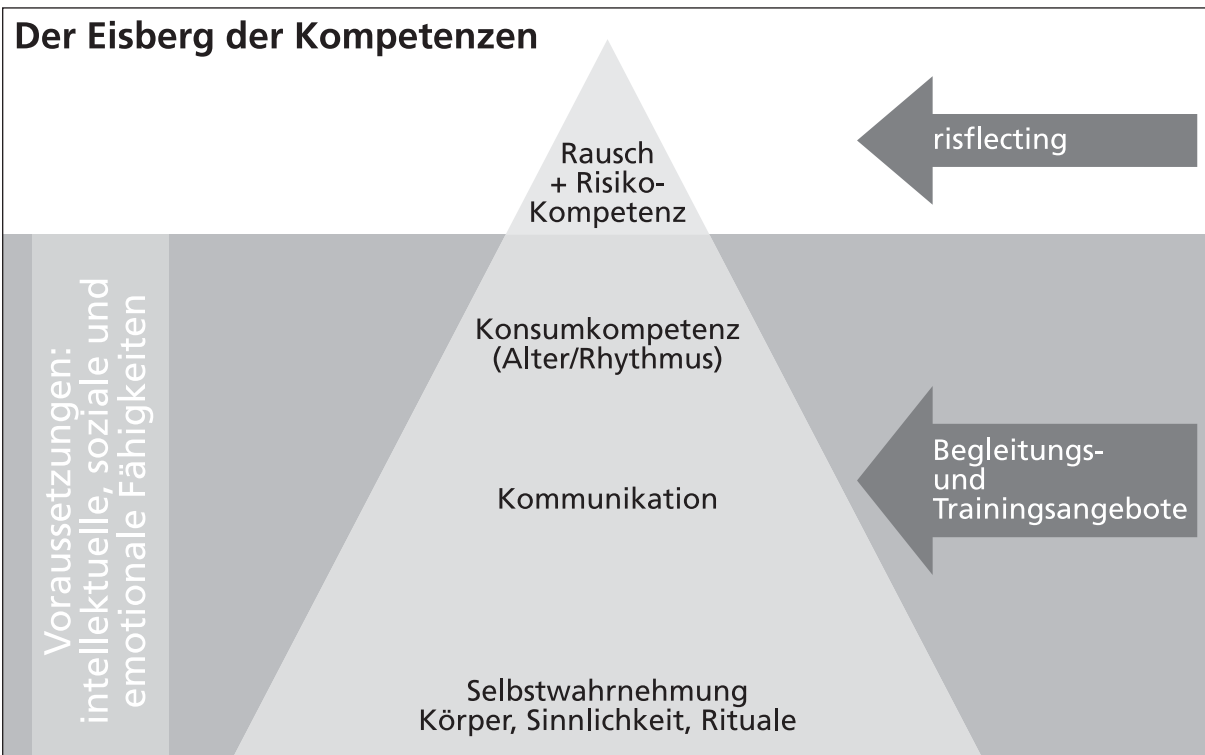 Der Eisberg der Kompetenzen
Rausch
+ Risiko-
Kompetenz
risflecting
Konsumkompetenz
(Alter/Rhythmus)
Kommunikation
Selbstwahrnehmung
Körper, Sinnlichkeit, Rituale
Begleitungs-
und
Trainingsangebote
Voraussetzungen:
intellektuelle, soziale und
emotionale Fähigkeiten